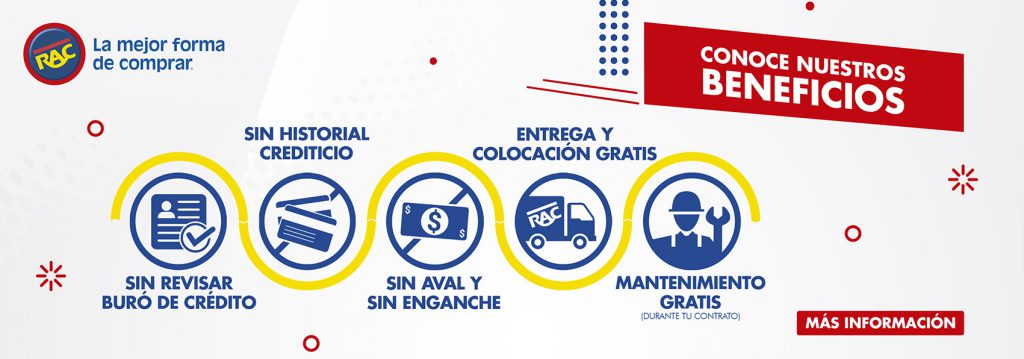 RAC
La mejor forma
de comprar.
CONOCE NUESTROS
BENEFICIOS
SIN REVISAR
BURÓ DE CRÉDITO
SIN HISTORIAL
CREDITICIO
$ $ $
SIN AVAL Y
SIN ENGANCHE
ENTREGA Y
COLOCACIÓN GRATIS
RAC
MANTENIMIENTO
GRATIS
(DURANTE TU CONTRATO)
MÁS INFORMACIÓN